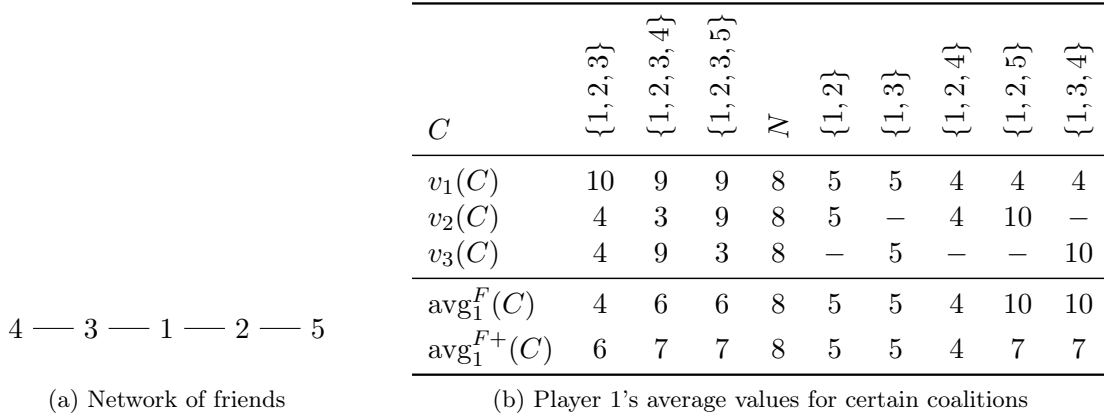 4 — 3 — 1 — 2 — 5
(a) Network of friends
C {1, 2, 3} {1, 2, 3, 4} {1, 2, 3, 5} N {1, 2} {1, 3} {1, 2, 4} {1, 2, 5} {1, 3, 4}
v₁(C) 10 9 9 8 5 5 4 4 4
v₂(C) 4 3 9 8 5 − 4 10 −
v₃(C) 4 9 3 8 − 5 − − 10
avg₁ᶠ(C) 4 6 6 8 5 5 4 10 10
avg₁ᶠ⁺(C) 6 7 7 8 5 5 4 7 7
(b) Player 1's average values for certain coalitions